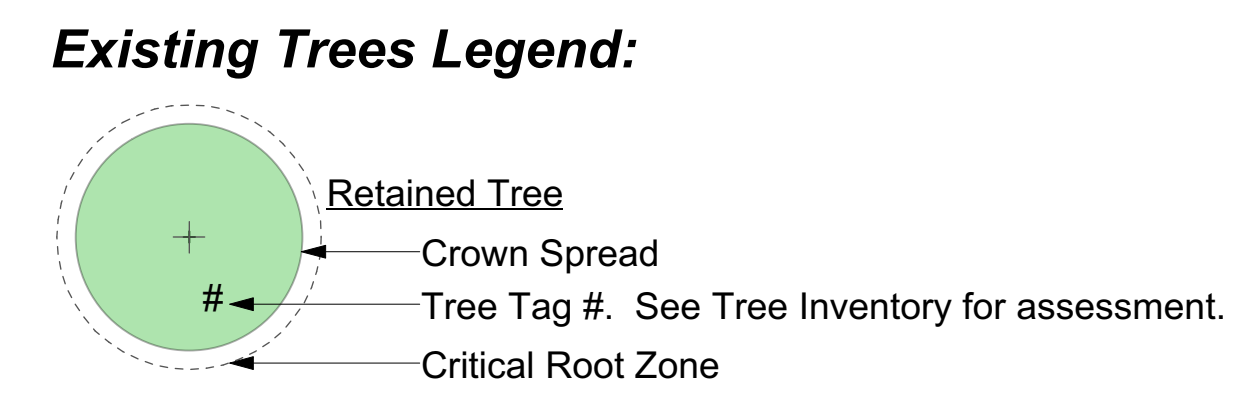 Existing Trees Legend:
Retained Tree
Crown Spread
#
Tree Tag #.  See Tree Inventory for assessment.
Critical Root Zone